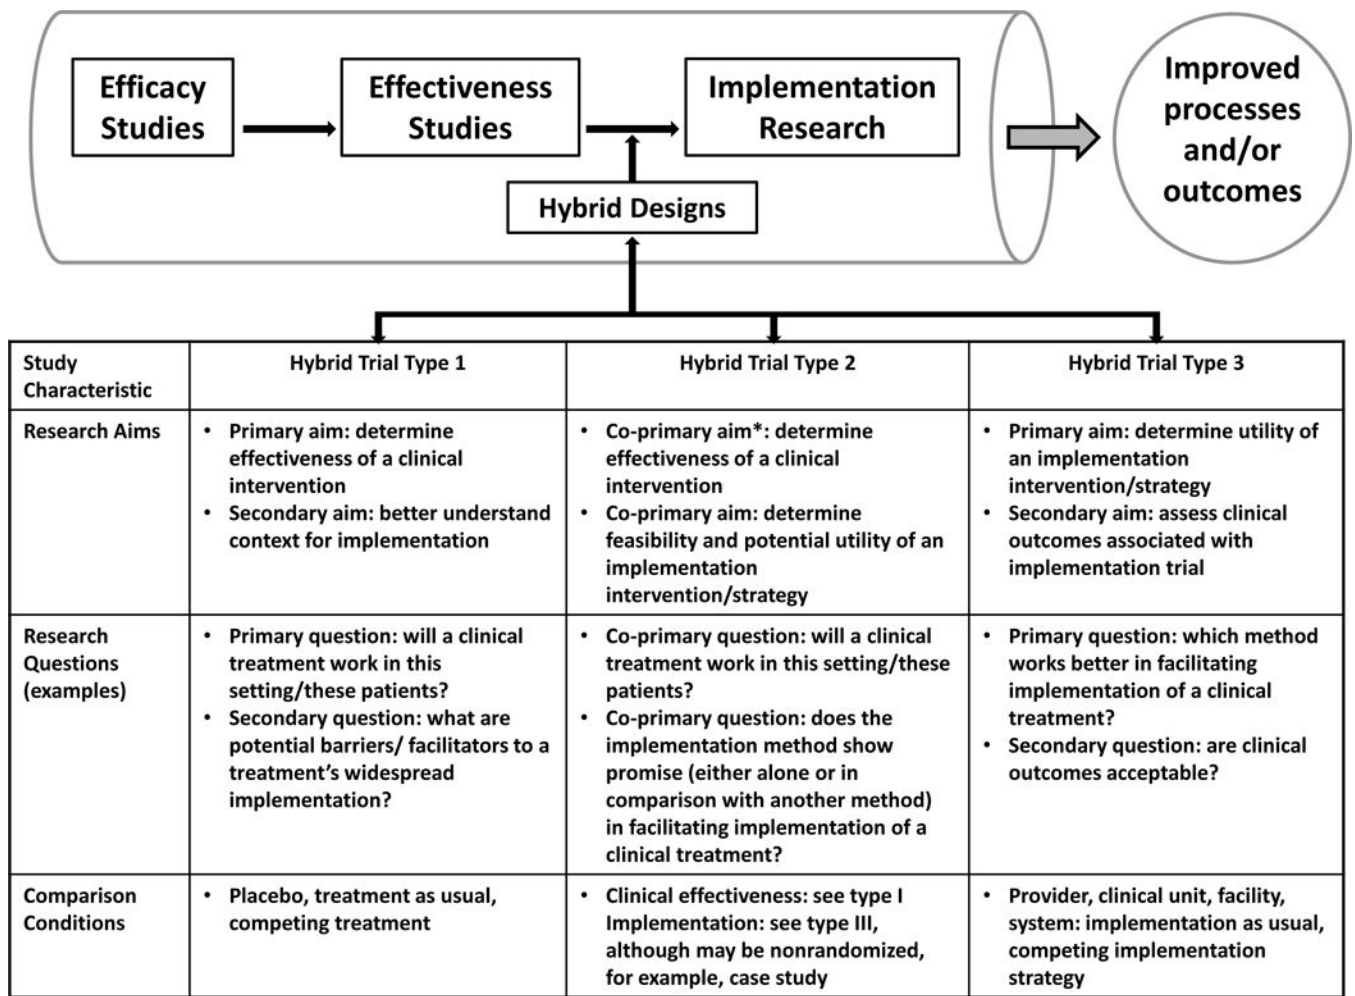 Efficacy
Studies
Effectiveness
Studies
Implementation
Research
Hybrid Designs
Improved
processes
and/or
outcomes
Study
Characteristic
Hybrid Trial Type 1
Hybrid Trial Type 2
Hybrid Trial Type 3
Research Aims
• Primary aim: determine
effectiveness of a clinical
intervention
• Secondary aim: better understand
context for implementation
• Co-primary aim*: determine
effectiveness of a clinical
intervention
• Co-primary aim: determine
feasibility and potential utility of an
implementation
intervention/strategy
• Primary aim: determine utility of
an implementation
intervention/strategy
• Secondary aim: assess clinical
outcomes associated with
implementation trial
Research
Questions
(examples)
• Primary question: will a clinical
treatment work in this
setting/these patients?
• Secondary question: what are
potential barriers/ facilitators to a
treatment's widespread
implementation?
• Co-primary question: will a clinical
treatment work in this setting/these
patients?
• Co-primary question: does the
implementation method show
promise (either alone or in
comparison with another method)
in facilitating implementation of a
clinical treatment?
• Primary question: which method
works better in facilitating
implementation of a clinical
treatment?
• Secondary question: are clinical
outcomes acceptable?
Comparison
Conditions
• Placebo, treatment as usual,
competing treatment
• Clinical effectiveness: see type I
Implementation: see type III,
although may be nonrandomized,
for example, case study
• Provider, clinical unit, facility,
system: implementation as usual,
competing implementation
strategy